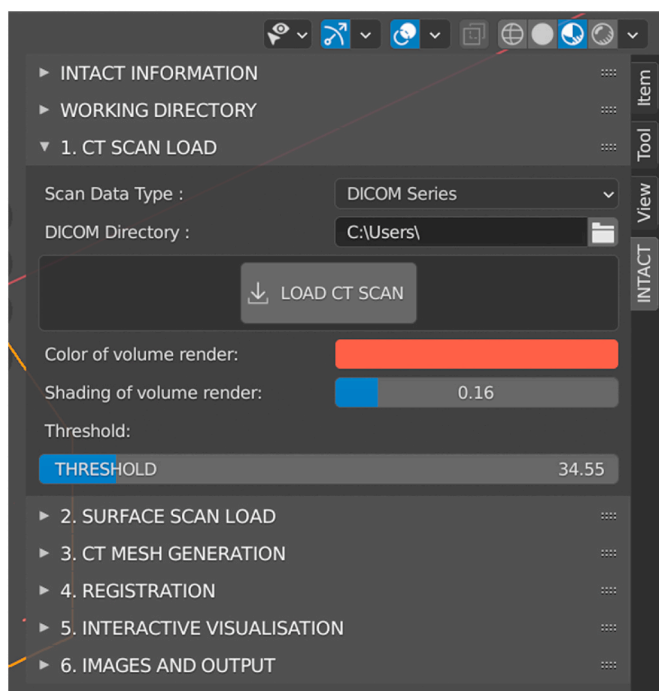 INTACT INFORMATION
WORKING DIRECTORY
1. CT SCAN LOAD
Scan Data Type : DICOM Series
DICOM Directory : C:\Users\
LOAD CT SCAN
Color of volume render:
Shading of volume render: 0.16
Threshold:
THRESHOLD 34.55
2. SURFACE SCAN LOAD
3. CT MESH GENERATION
4. REGISTRATION
5. INTERACTIVE VISUALISATION
6. IMAGES AND OUTPUT
Item
Tool
View
INTACT